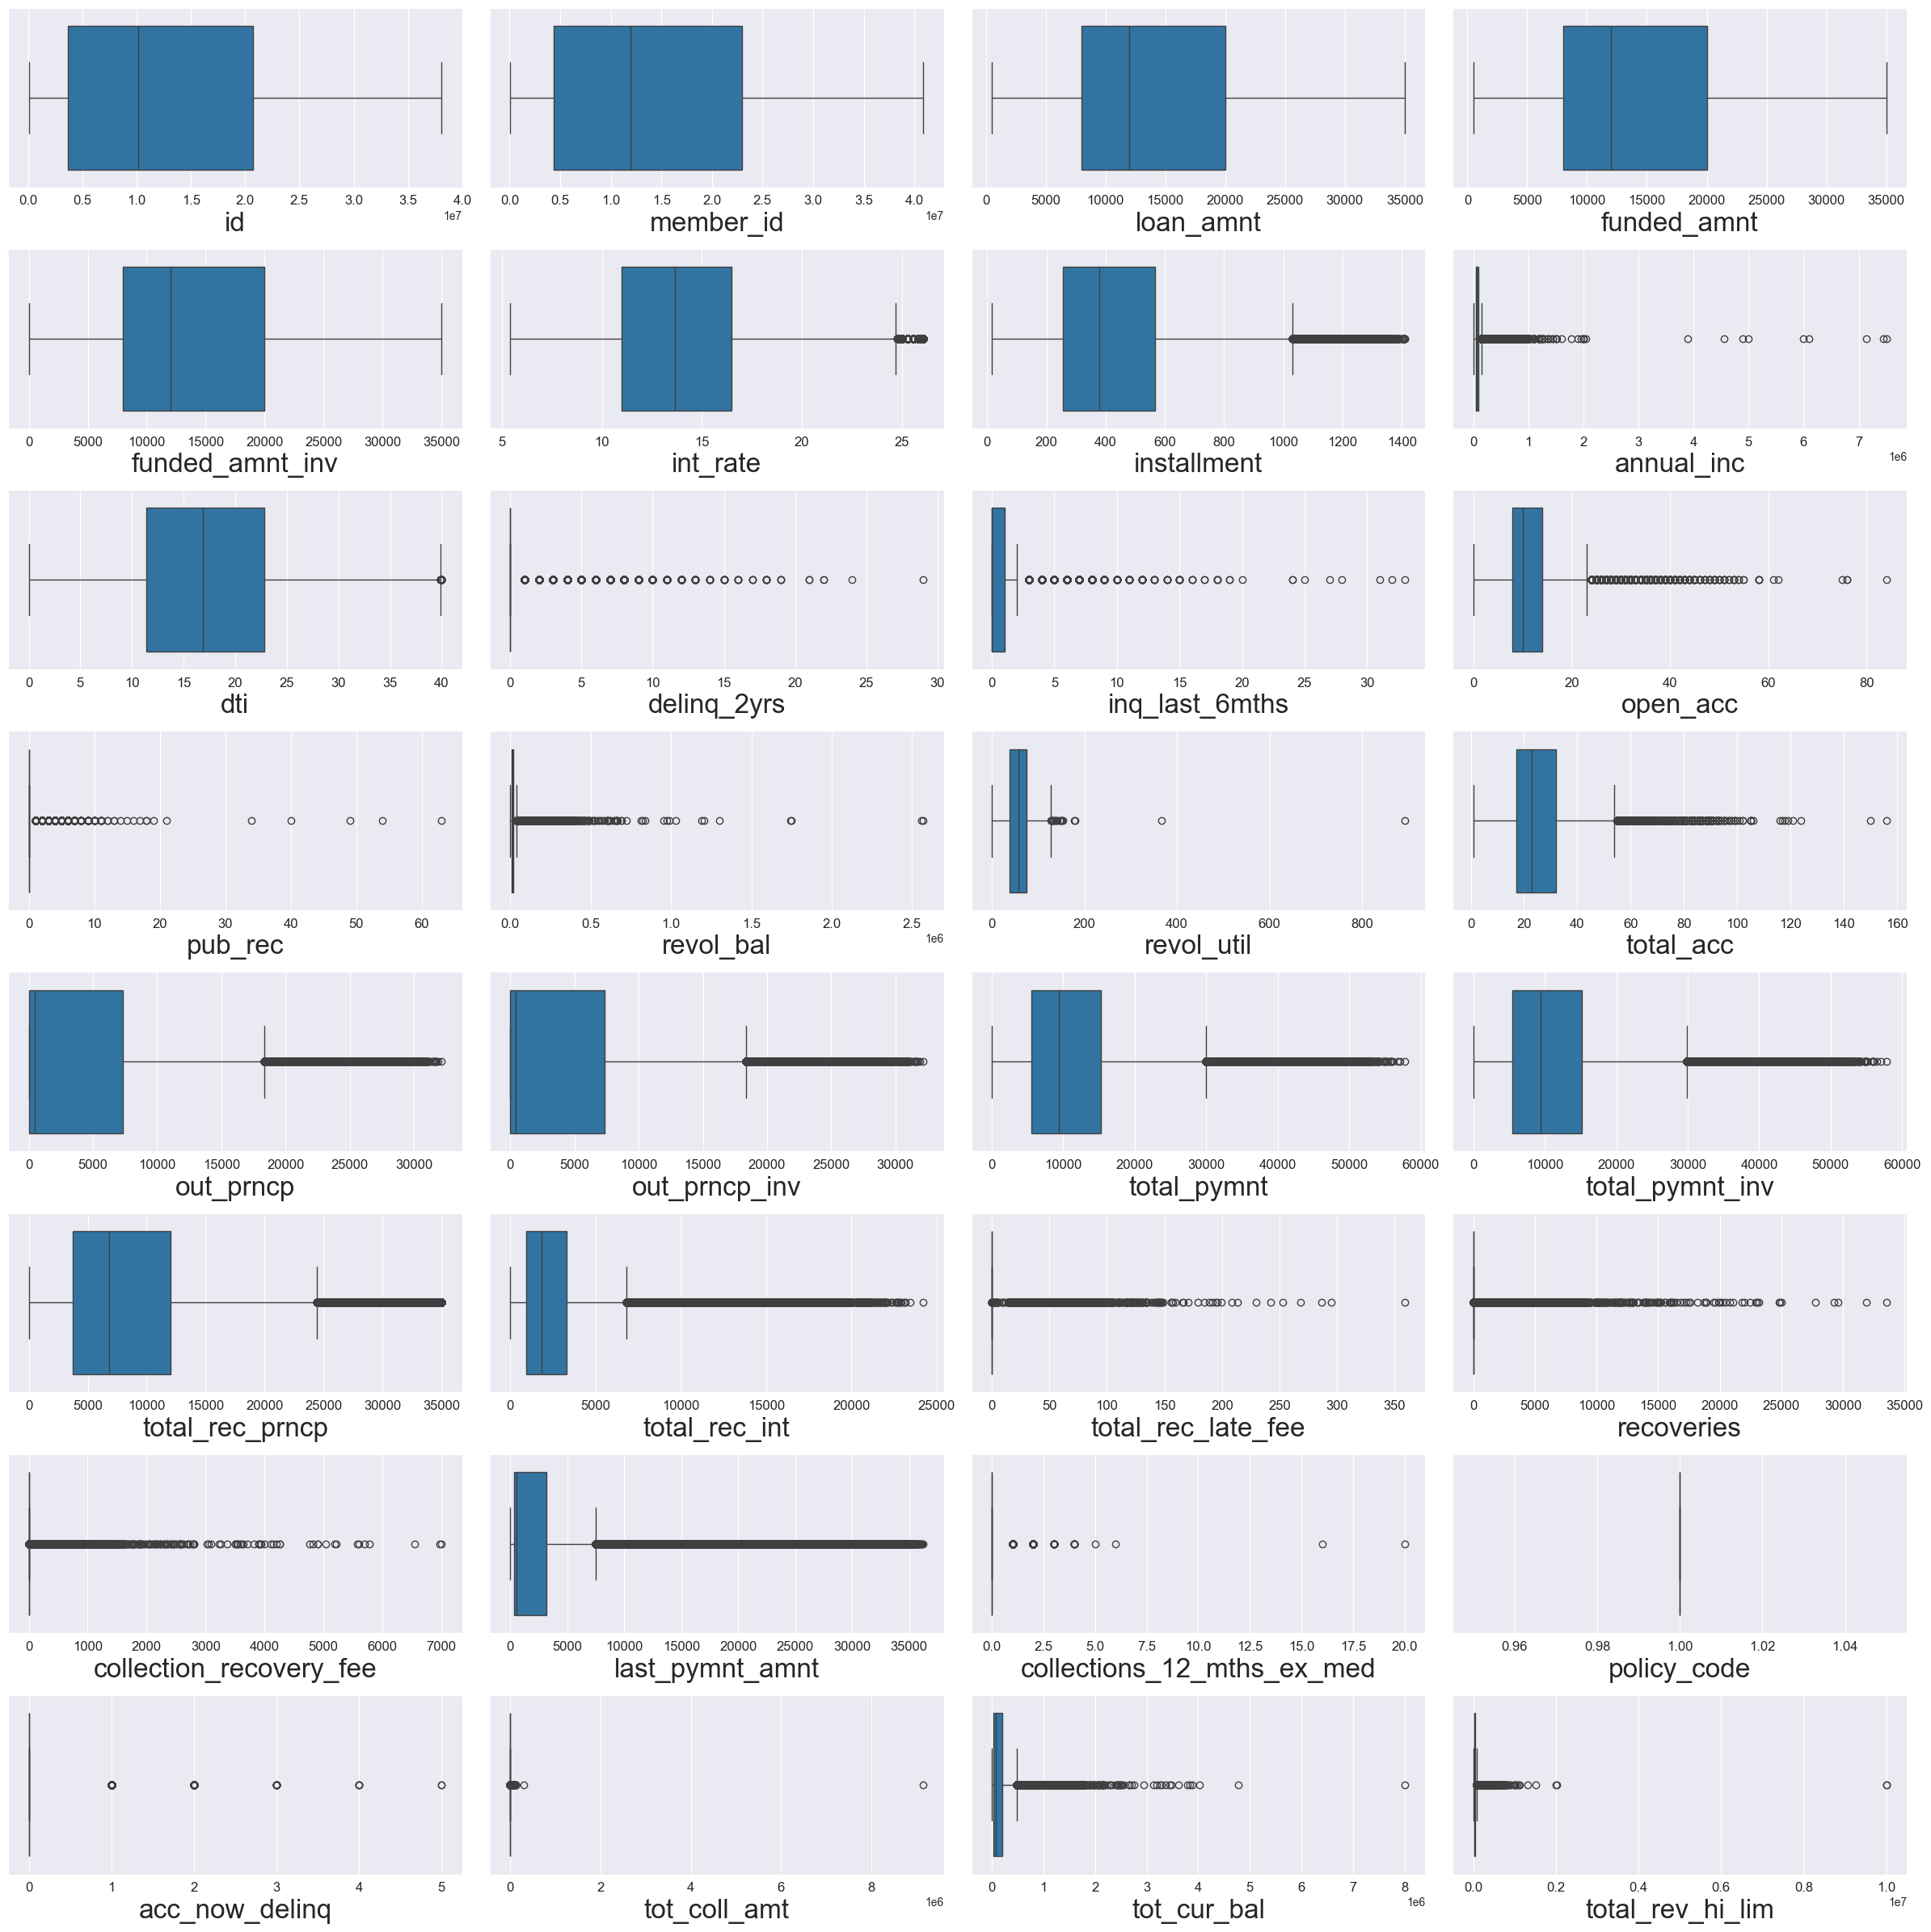 0.0 0.5 1.0 1.5 2.0 2.5 3.0 3.5 4.0
1e7
id
0.0 0.5 1.0 1.5 2.0 2.5 3.0 3.5 4.0
1e7
member_id
0 5000 10000 15000 20000 25000 30000 35000
loan_amnt
0 5000 10000 15000 20000 25000 30000 35000
funded_amnt
0 5000 10000 15000 20000 25000 30000 35000
funded_amnt_inv
5 10 15 20 25
int_rate
0 200 400 600 800 1000 1200 1400
installment
0 1 2 3 4 5 6 7
1e6
annual_inc
0 5 10 15 20 25 30 35 40
dti
0 5 10 15 20 25 30
delinq_2yrs
0 5 10 15 20 25 30
inq_last_6mths
0 20 40 60 80
open_acc
0 10 20 30 40 50 60
pub_rec
0.0 0.5 1.0 1.5 2.0 2.5
1e6
revol_bal
0 200 400 600 800
revol_util
0 20 40 60 80 100 120 140 160
total_acc
0 5000 10000 15000 20000 25000 30000
out_prncp
0 5000 10000 15000 20000 25000 30000
out_prncp_inv
0 10000 20000 30000 40000 50000 60000
total_pymnt
0 10000 20000 30000 40000 50000 60000
total_pymnt_inv
0 5000 10000 15000 20000 25000 30000 35000
total_rec_prncp
0 5000 10000 15000 20000 25000
total_rec_int
0 50 100 150 200 250 300 350
total_rec_late_fee
0 5000 10000 15000 20000 25000 30000 35000
recoveries
0 1000 2000 3000 4000 5000 6000 7000
collection_recovery_fee
0 5000 10000 15000 20000 25000 30000 35000
last_pymnt_amnt
0.0 2.5 5.0 7.5 10.0 12.5 15.0 17.5 20.0
collections_12_mths_ex_med
0.96 0.98 1.00 1.02 1.04
policy_code
0 1 2 3 4 5
acc_now_delinq
0 2 4 6 8
1e6
tot_coll_amt
0 1 2 3 4 5 6 7 8
1e6
tot_cur_bal
0.0 0.2 0.4 0.6 0.8 1.0
1e7
total_rev_hi_lim